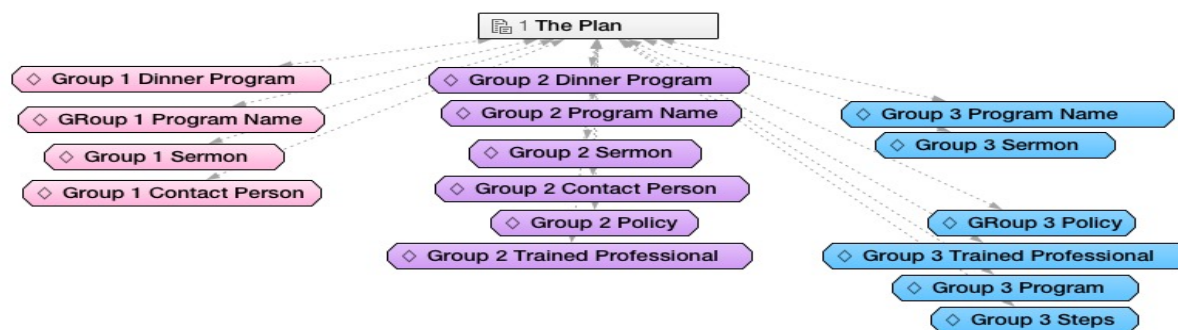 1 The Plan
Group 1 Dinner Program
GRoup 1 Program Name
Group 1 Sermon
Group 1 Contact Person
Group 2 Dinner Program
Group 2 Program Name
Group 2 Sermon
Group 2 Contact Person
Group 2 Policy
Group 2 Trained Professional
Group 3 Program Name
Group 3 Sermon
GRoup 3 Policy
Group 3 Trained Professional
Group 3 Program
Group 3 Steps